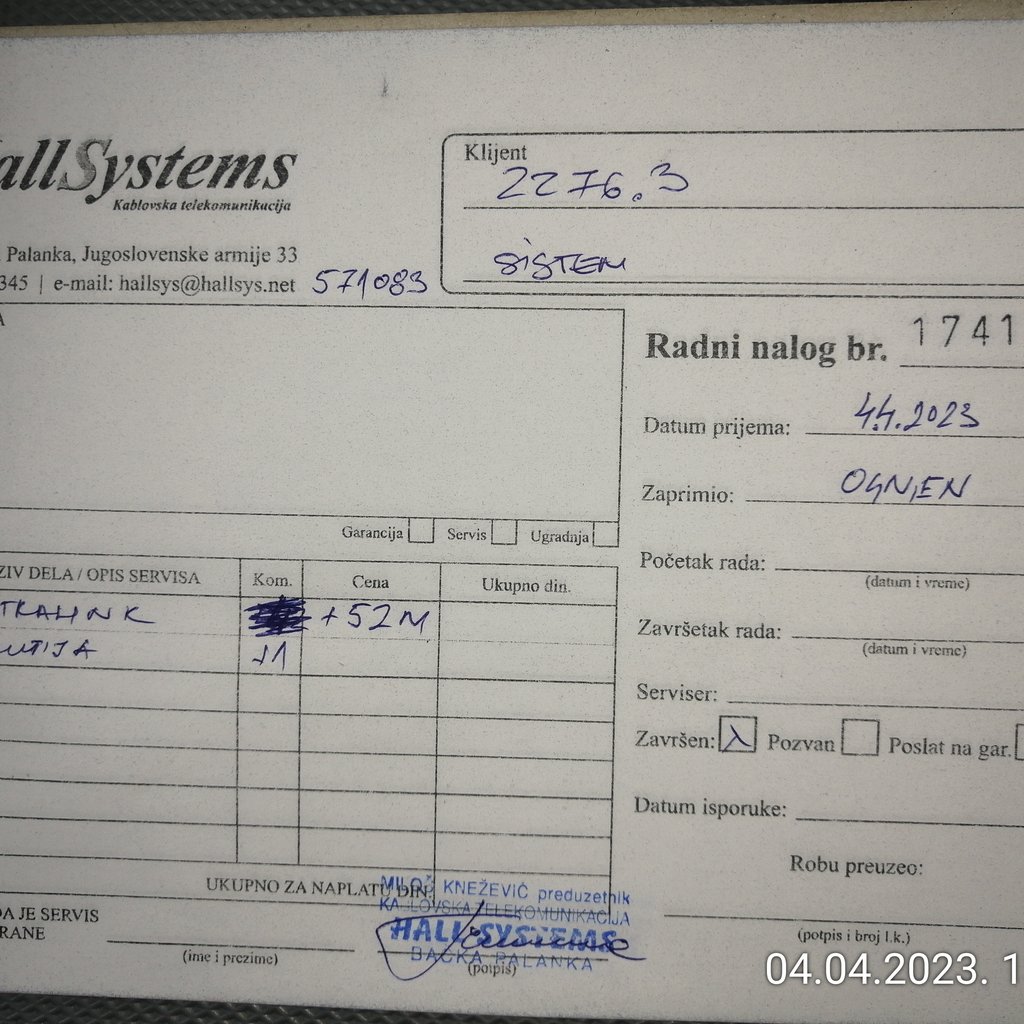 allSystems
Kablovska telekomunikacija
Palanka, Jugoslovenske armije 33
345 | e-mail: hallsys@hallsys.net 571083
Klijent
2276.3
SISTEM
A
Radni nalog br. 1741
Datum prijema: 4.4.2023
Zaprimio: OGNJEN
Početak rada:
(datum i vreme)
Završetak rada:
(datum i vreme)
Serviser:
Završen: Pozvan Poslat na gar.
Datum isporuke:
Robu preuzeo:
(potpis i broj l.k.)
Garancija Servis Ugradnja
ZIV DELA / OPIS SERVISA Kom. Cena Ukupno din.
+52M
UTIJA 1
UKUPNO ZA NAPLATU DIN.
DA JE SERVIS
RANE
(ime i prezime)
(potpis)
MILOŠ KNEŽEVIĆ preduzetnik
KABLOVSKA TELEKOMUNIKACIJA
HALL SYSTEMS
BAČKA PALANKA
04.04.2023. 1